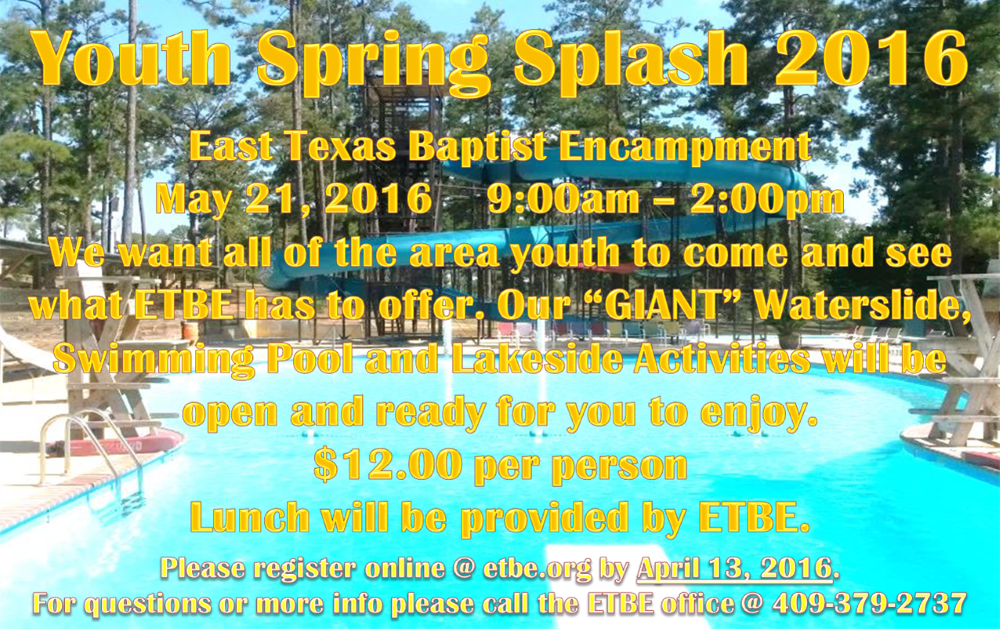 Youth Spring Splash 2016
East Texas Baptist Encampment
May 21, 2016 9:00am – 2:00pm
We want all of the area youth to come and see
what ETBE has to offer. Our “GIANT” Waterslide,
Swimming Pool and Lakeside Activities will be
open and ready for you to enjoy.
$12.00 per person
Lunch will be provided by ETBE.
Please register online @ etbe.org by April 13, 2016.
For questions or more info please call the ETBE office @ 409-379-2737